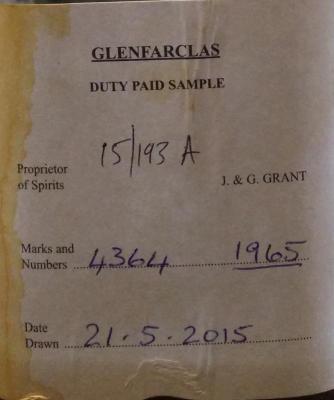 GLENFARCLAS
DUTY PAID SAMPLE
15/193 A
Proprietor
of Spirits J. & G. GRANT
Marks and
Numbers 4364 1965
Date
Drawn 21.5.2015